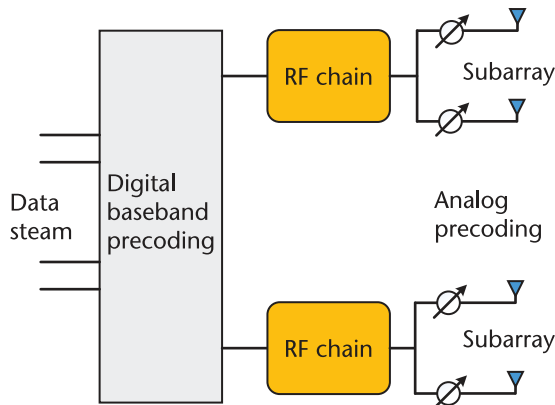 RF chain
Subarray
Data
steam
Digital
baseband
precoding
Analog
precoding
RF chain
Subarray